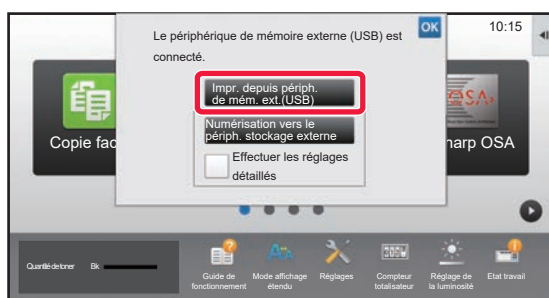 Le périphérique de mémoire externe (USB) est
connecté.
OK
10:15
Impr. depuis périph.
de mém. ext.(USB)
Numérisation vers le
périph. stockage externe
Effectuer les réglages
détaillés
Copie fac
harp OSA
Quantité de toner
Bk
Guide de
fonctionnement
Mode affichage
étendu
Réglages
Compteur
totalisateur
Réglage de
la luminosité
Etat travail